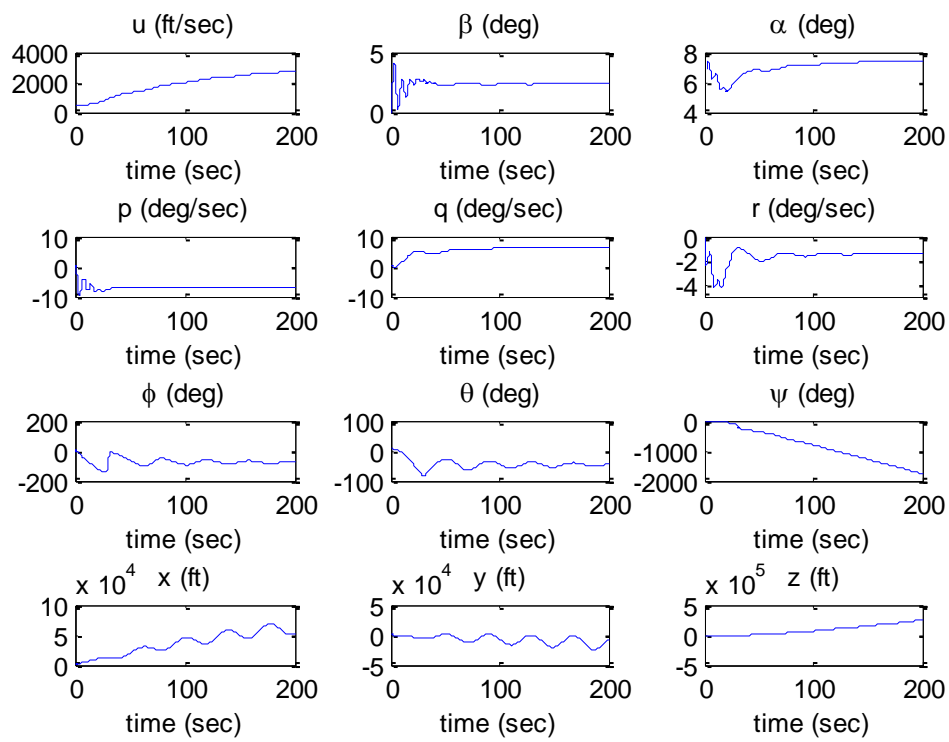 u (ft/sec) β (deg) α (deg)
4000 5 8
2000 6
0 0 4
0 100 200 0 100 200 0 100 200
time (sec) time (sec) time (sec)
p (deg/sec) q (deg/sec) r (deg/sec)
10 10 0
0 0 -2
-10 -10 -4
0 100 200 0 100 200 0 100 200
time (sec) time (sec) time (sec)
ϕ (deg) θ (deg) ψ (deg)
200 100 0
0 0 -1000
-200 -100 -2000
0 100 200 0 100 200 0 100 200
time (sec) time (sec) time (sec)
x 10⁴ x (ft) x 10⁴ y (ft) x 10⁵ z (ft)
10 5 5
5 0 0
0 -5 -5
0 100 200 0 100 200 0 100 200
time (sec) time (sec) time (sec)